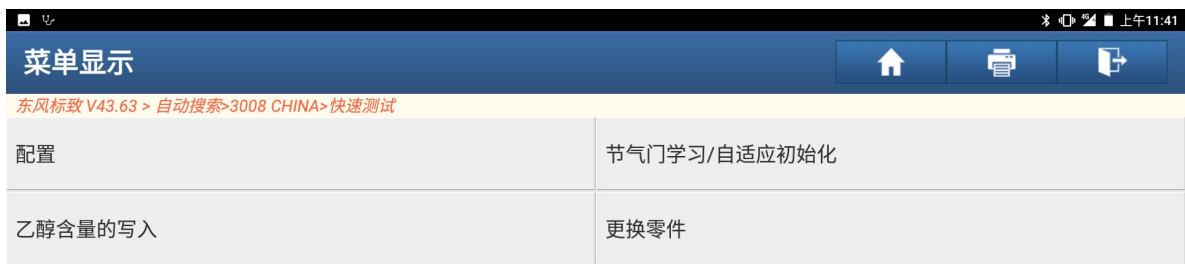 4G 上午11:41
菜单显示
东风标致 V43.63 > 自动搜索>3008 CHINA>快速测试
配置 节气门学习/自适应初始化
乙醇含量的写入 更换零件